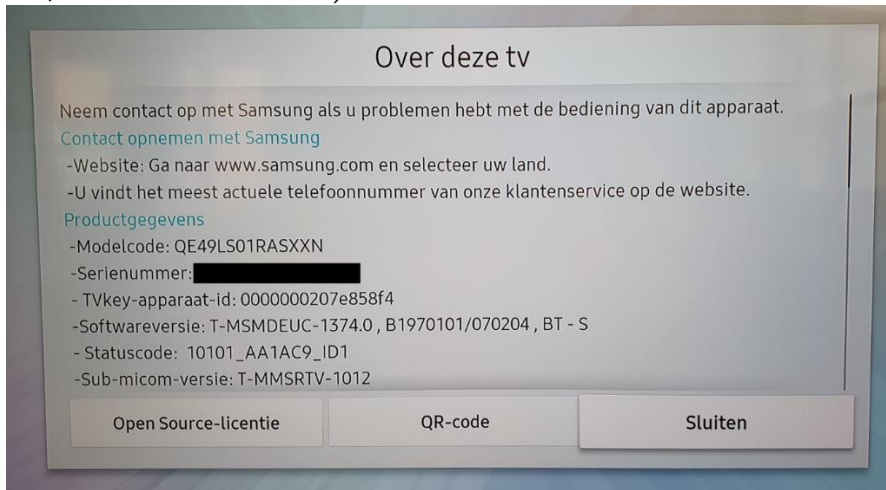 Over deze tv
Neem contact op met Samsung als u problemen hebt met de bediening van dit apparaat.
Contact opnemen met Samsung
-Website: Ga naar www.samsung.com en selecteer uw land.
-U vindt het meest actuele telefoonnummer van onze klantenservice op de website.
Productgegevens
-Modelcode: QE49LS01RASXXN
-Serienummer:
- TVkey-apparaat-id: 0000000207e858f4
-Softwareversie: T-MSMDEUC-1374.0 , B1970101/070204 , BT - S
- Statuscode: 10101_AA1AC9_ID1
-Sub-micom-versie: T-MMSRTV-1012
Open Source-licentie
QR-code
Sluiten